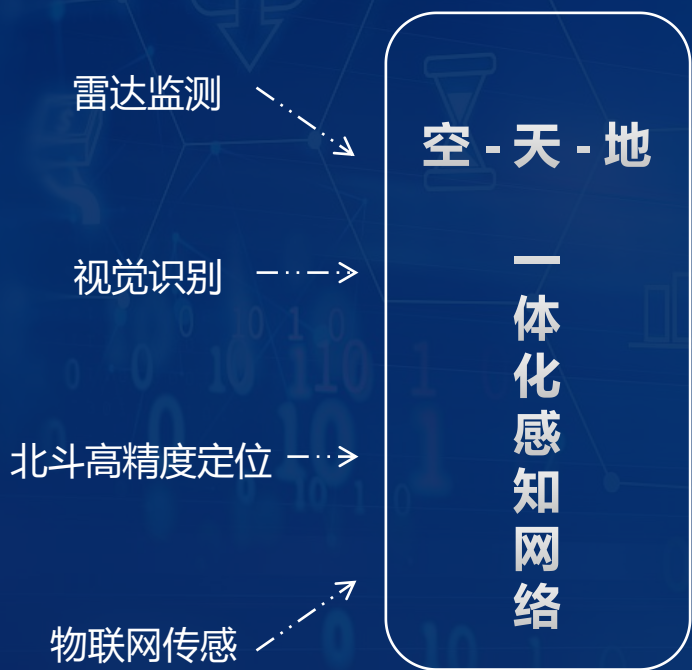 雷达监测
视觉识别
北斗高精度定位
物联网传感
空-天-地
一体化感知网络